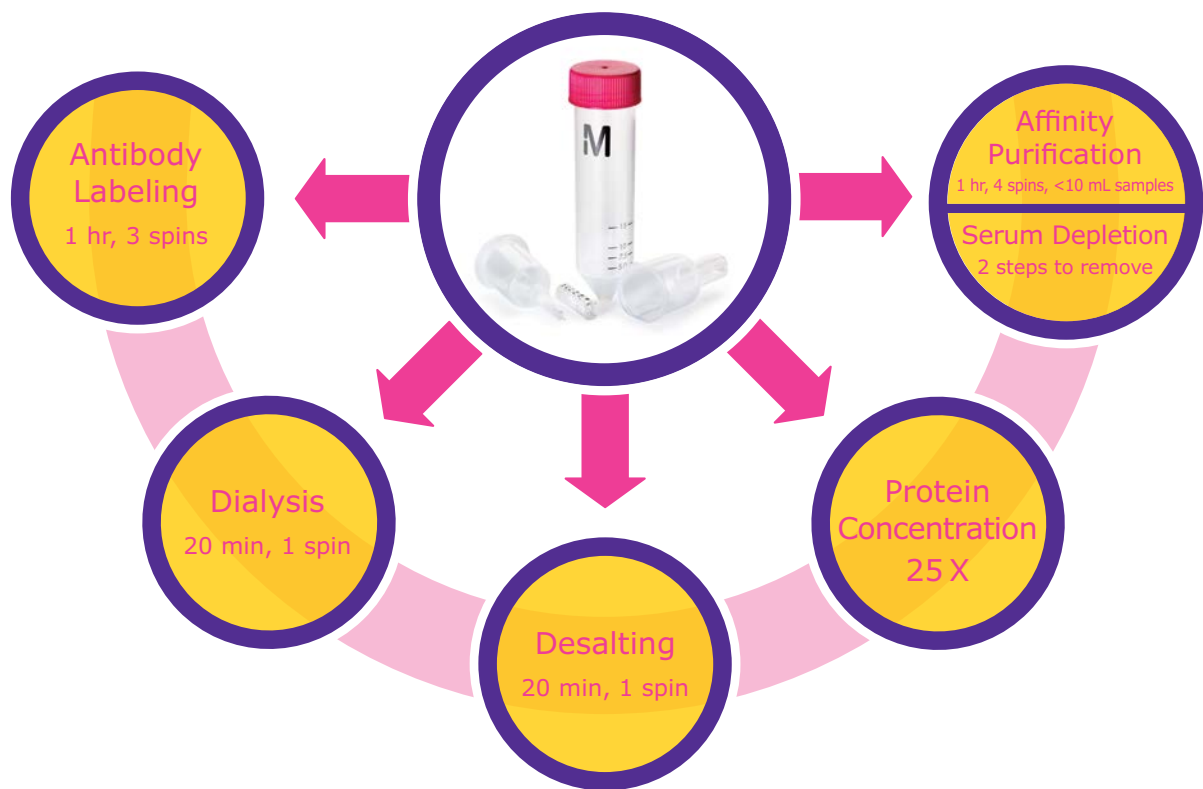 Antibody
Labeling
1 hr, 3 spins
M
Affinity
Purification
1 hr, 4 spins, <10 mL samples
Serum Depletion
2 steps to remove
Dialysis
20 min, 1 spin
Desalting
20 min, 1 spin
Protein
Concentration
25 X